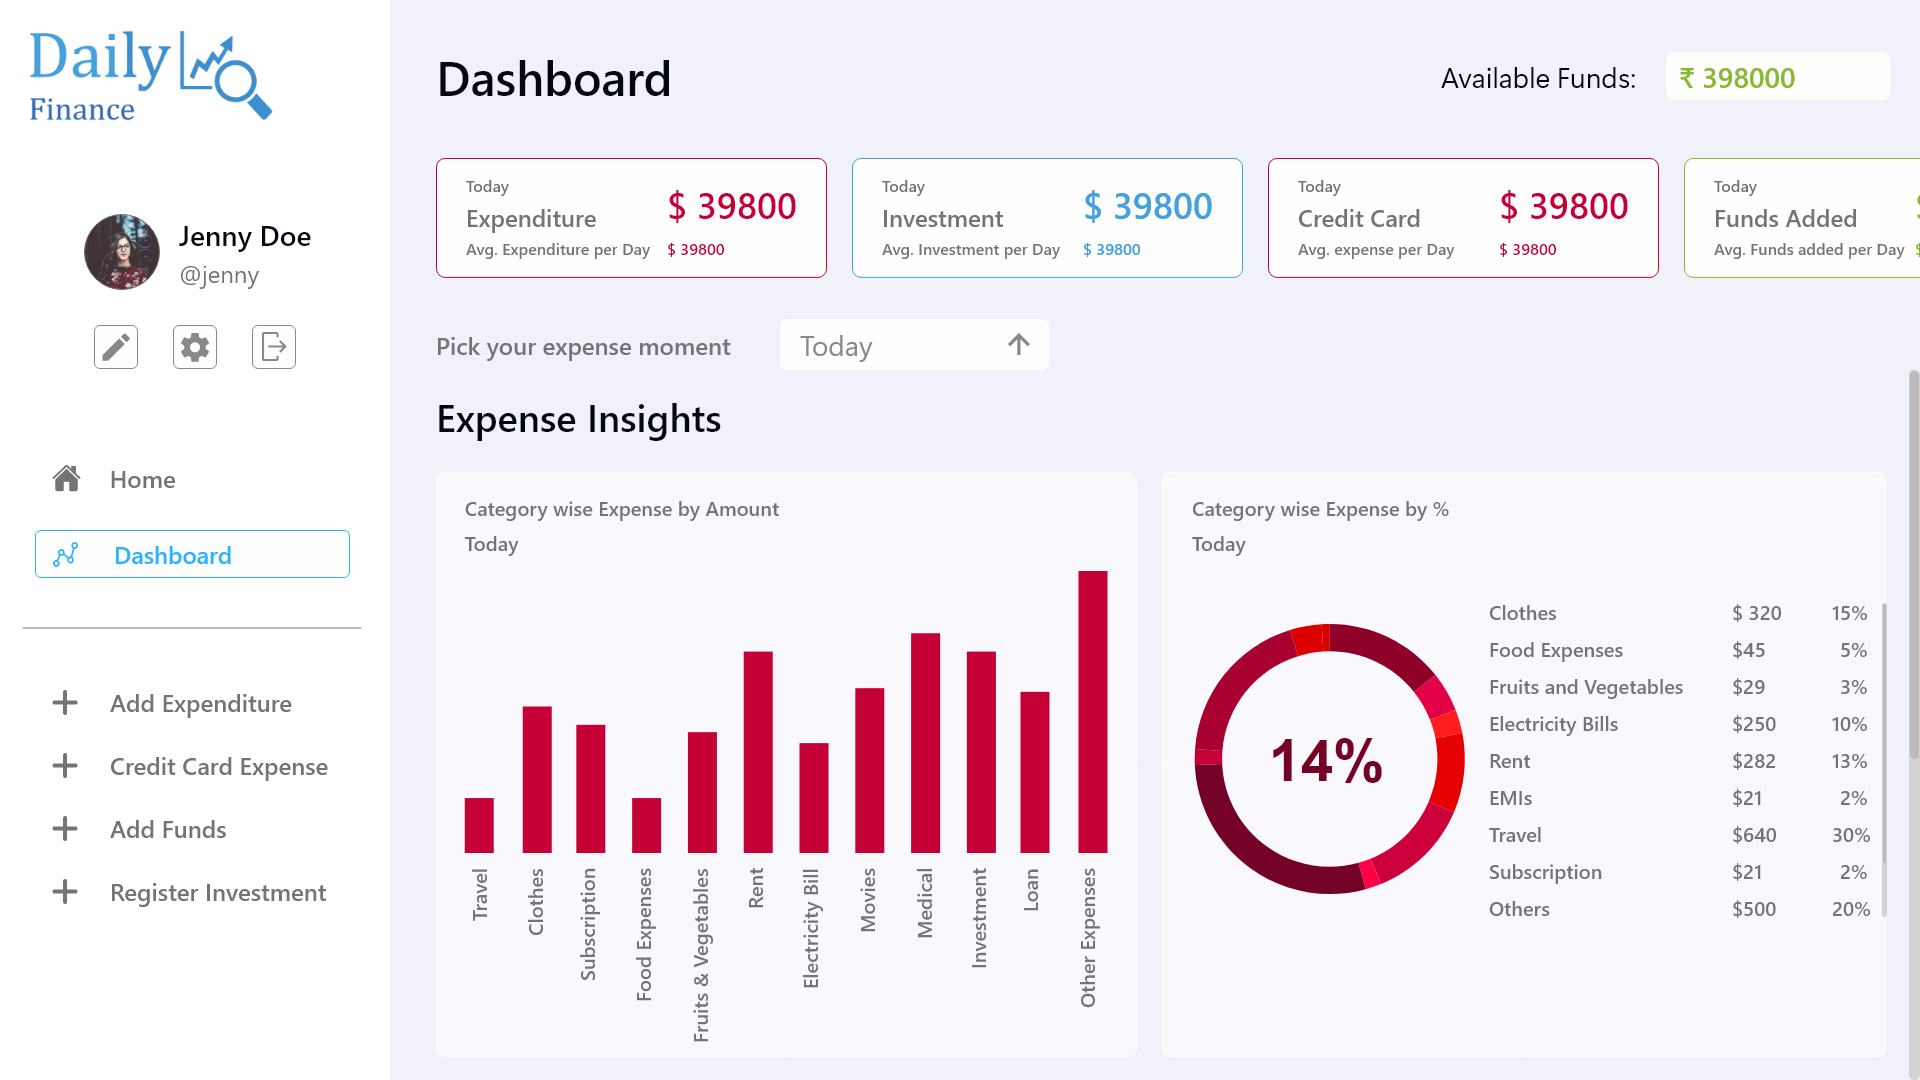 Daily
Finance
Jenny Doe
@jenny
Home
Dashboard
Add Expenditure
Credit Card Expense
Add Funds
Register Investment
Dashboard
Available Funds: ₹ 398000
Today
Expenditure $ 39800
Avg. Expenditure per Day $ 39800
Today
Investment $ 39800
Avg. Investment per Day $ 39800
Today
Credit Card $ 39800
Avg. expense per Day $ 39800
Today
Funds Added
Avg. Funds added per Day
Pick your expense moment Today
Expense Insights
Category wise Expense by Amount
Today
Travel
Clothes
Subscription
Food Expenses
Fruits & Vegetables
Rent
Electricity Bill
Movies
Medical
Investment
Loan
Other Expenses
Category wise Expense by %
Today
14%
Clothes $ 320 15%
Food Expenses $45 5%
Fruits and Vegetables $29 3%
Electricity Bills $250 10%
Rent $282 13%
EMIs $21 2%
Travel $640 30%
Subscription $21 2%
Others $500 20%